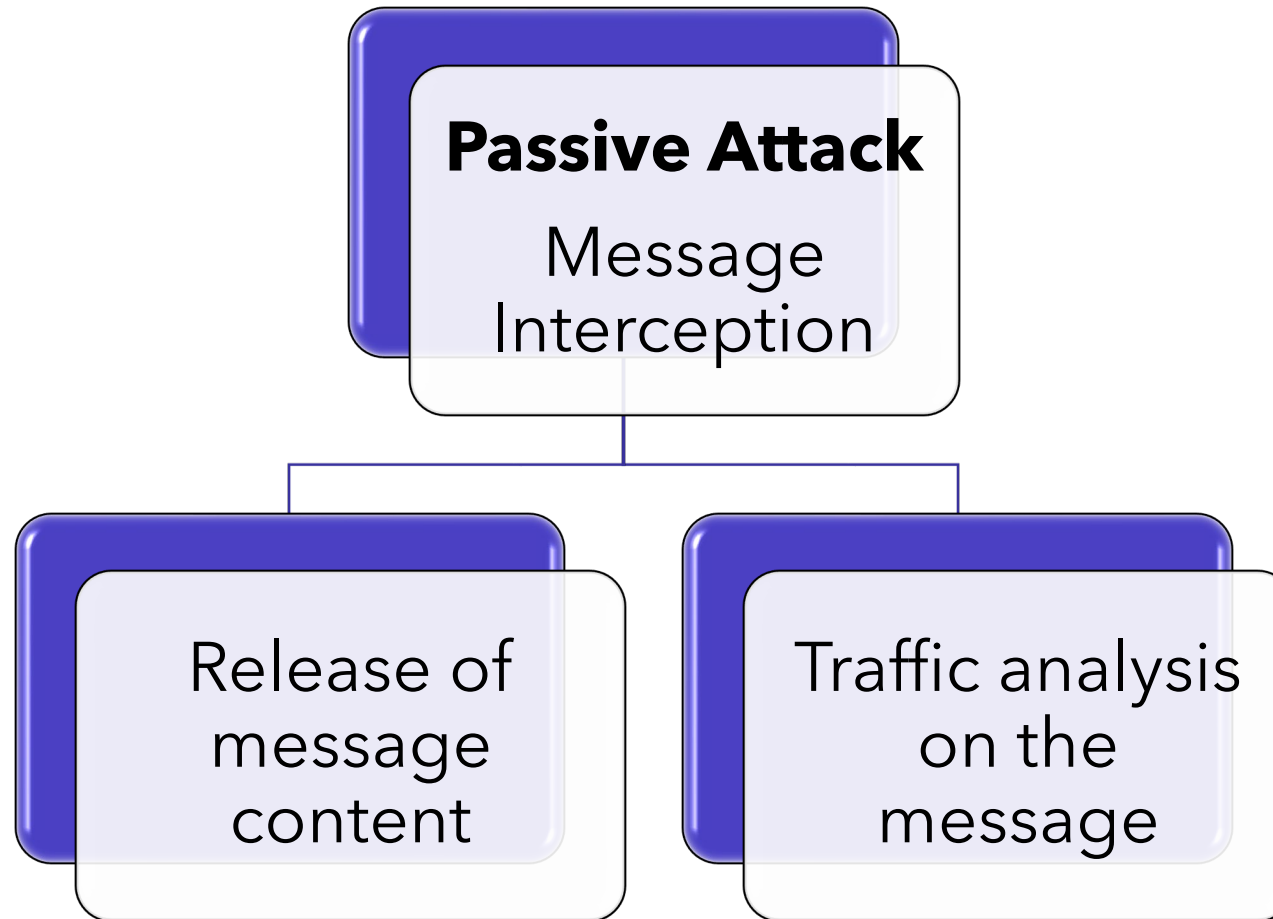 Passive Attack
Message
Interception
Release of
message
content
Traffic analysis
on the
message